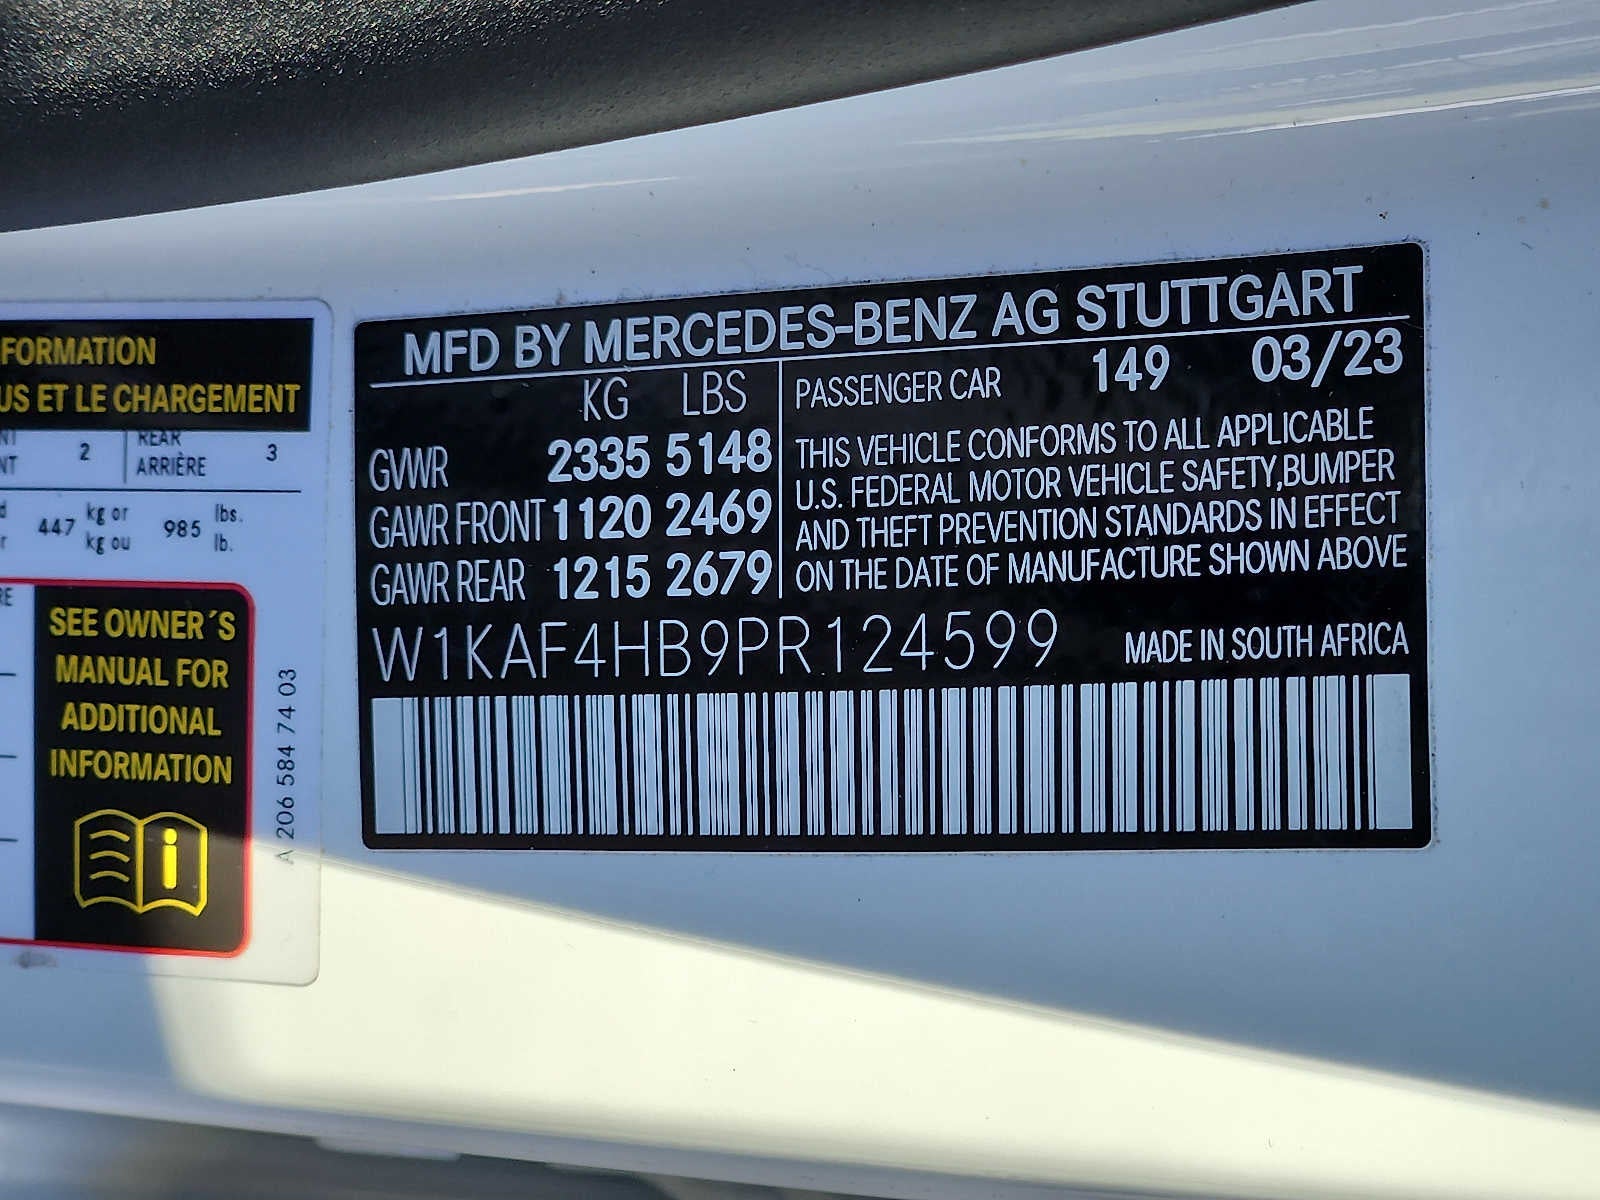 FORMATION
US ET LE CHARGEMENT
2 REAR
ARRIÈRE 3
447 kg or 985 lbs.
kg ou lb.
SEE OWNER´S
MANUAL FOR
ADDITIONAL
INFORMATION
i
A 206 584 74 03
MFD BY MERCEDES-BENZ AG STUTTGART
KG LBS
GVWR 2335 5148
GAWR FRONT 1120 2469
GAWR REAR 1215 2679
PASSENGER CAR 149 03/23
THIS VEHICLE CONFORMS TO ALL APPLICABLE
U.S. FEDERAL MOTOR VEHICLE SAFETY,BUMPER
AND THEFT PREVENTION STANDARDS IN EFFECT
ON THE DATE OF MANUFACTURE SHOWN ABOVE
W1KAF4HB9PR124599 MADE IN SOUTH AFRICA